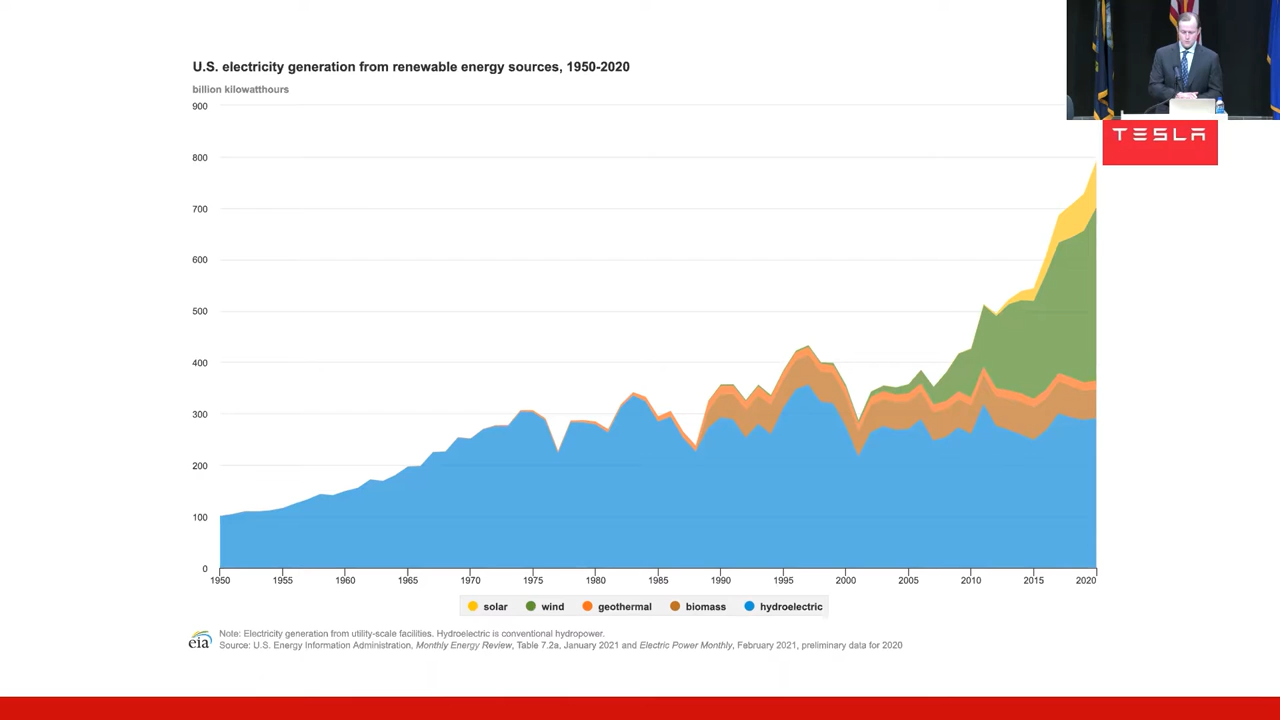 U.S. electricity generation from renewable energy sources, 1950-2020
billion kilowatthours
TESLA
900
800
700
600
500
400
300
200
100
0
1950 1955 1960 1965 1970 1975 1980 1985 1990 1995 2000 2005 2010 2015 2020
solar wind geothermal biomass hydroelectric
eia
Note: Electricity generation from utility-scale facilities. Hydroelectric is conventional hydropower.
Source: U.S. Energy Information Administration, Monthly Energy Review, Table 7.2a, January 2021 and Electric Power Monthly, February 2021, preliminary data for 2020